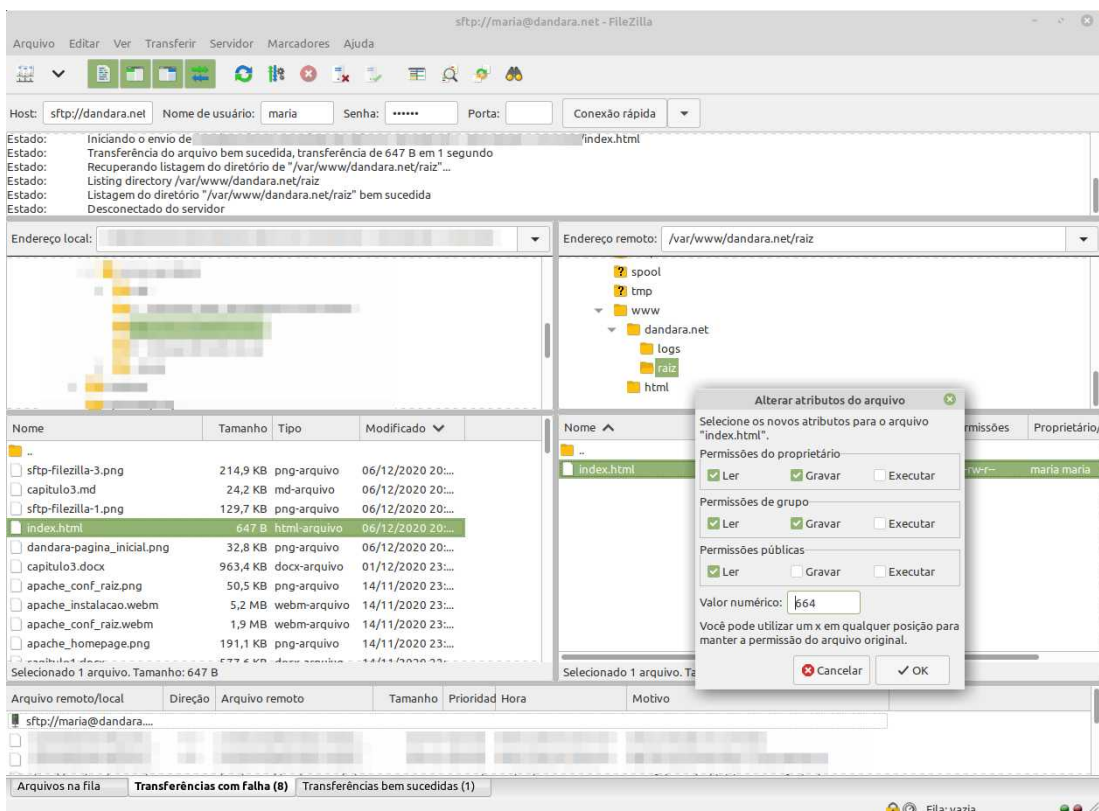 sftp://maria@dandara.net - FileZilla
Arquivo Editar Ver Transferir Servidor Marcadores Ajuda
Host: sftp://dandara.net Nome de usuário: maria Senha: •••••• Porta: Conexão rápida
Estado: Iniciando o envio de /index.html
Estado: Transferência do arquivo bem sucedida, transferência de 647 B em 1 segundo
Estado: Recuperando listagem do diretório de "/var/www/dandara.net/raiz"...
Estado: Listing directory /var/www/dandara.net/raiz
Estado: Listagem do diretório "/var/www/dandara.net/raiz" bem sucedida
Estado: Desconectado do servidor
Endereço local:
Endereço remoto: /var/www/dandara.net/raiz
spool
tmp
www
dandara.net
logs
raiz
html
Nome Tamanho Tipo Modificado
..
sftp-filezilla-3.png 214,9 KB png-arquivo 06/12/2020 20:...
capitulo3.md 24,2 KB md-arquivo 06/12/2020 20:...
sftp-filezilla-1.png 129,7 KB png-arquivo 06/12/2020 20:...
index.html 647 B html-arquivo 06/12/2020 20:...
dandara-pagina_inicial.png 32,8 KB png-arquivo 06/12/2020 20:...
capitulo3.docx 963,4 KB docx-arquivo 01/12/2020 23:...
apache_conf_raiz.png 50,5 KB png-arquivo 14/11/2020 23:...
apache_instalacao.webm 5,2 MB webm-arquivo 14/11/2020 23:...
apache_conf_raiz.webm 1,9 MB webm-arquivo 14/11/2020 23:...
apache_homepage.png 191,1 KB png-arquivo 14/11/2020 23:...
Selecionado 1 arquivo. Tamanho: 647 B
Nome missões Proprietário/
..
index.html -rw-r-- maria maria
Selecionado 1 arquivo. Ta
Alterar atributos do arquivo
Selecione os novos atributos para o arquivo
"index.html".
Permissões do proprietário
Ler Gravar Executar
Permissões de grupo
Ler Gravar Executar
Permissões públicas
Ler Gravar Executar
Valor numérico: 664
Você pode utilizar um x em qualquer posição para
manter a permissão do arquivo original.
Cancelar OK
Arquivo remoto/local Direção Arquivo remoto Tamanho Prioridad Hora Motivo
sftp://maria@dandara....
Arquivos na fila Transferências com falha (8) Transferências bem sucedidas (1)
Fila: vazia